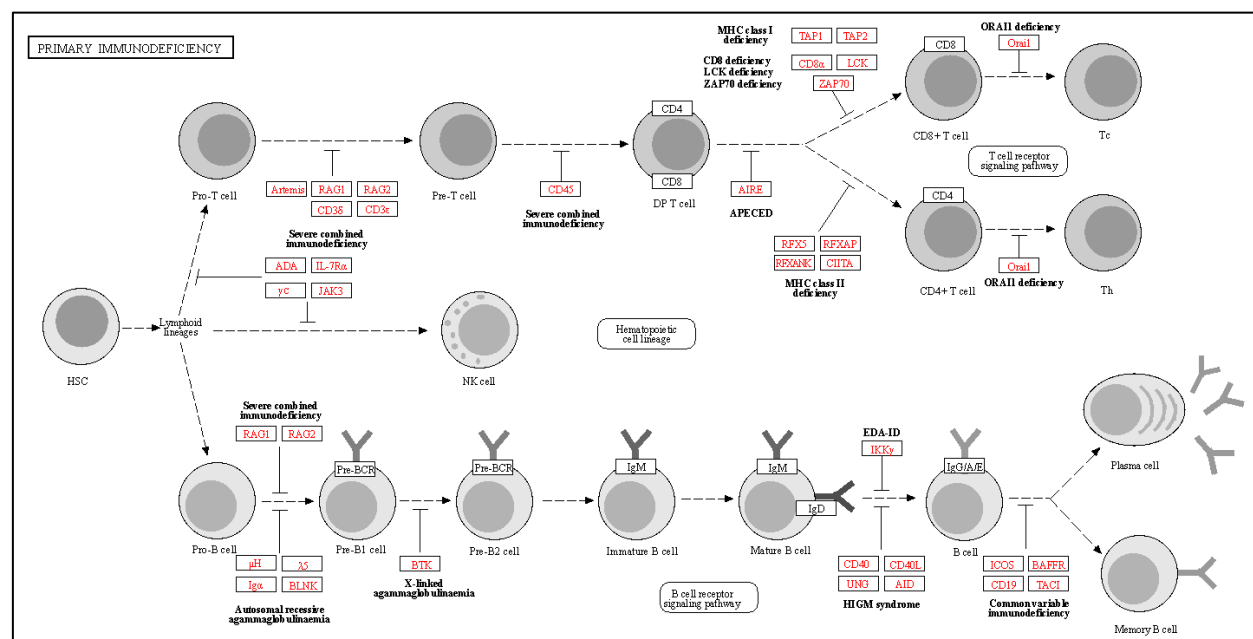 PRIMARY IMMUNODEFICIENCY
MHC class I
deficiency
TAP1
TAP2
CD8 deficiency
LCK deficiency
ZAP70 deficiency
CD8α
LCK
ZAP70
CD8
CD8+ T cell
ORAI1 deficiency
Orai1
Tc
T cell receptor
signaling pathway
Pro-T cell
Artemis
RAG1
RAG2
CD3δ
CD3ε
Severe combined
immunodeficiency
Pre-T cell
CD45
Severe combined
immunodeficiency
CD4
CD8
DP T cell
AIRE
APECED
RFX5
RFXAP
RFXANK
CIITA
MHC class II
deficiency
CD4
CD4+ T cell
Orai1
ORAI1 deficiency
Th
ADA
IL-7Rα
γc
JAK3
HSC
Lymphoid
lineages
NK cell
Hematopoietic
cell lineage
Severe combined
immunodeficiency
RAG1
RAG2
Pro-B cell
μH
λ5
Igα
BLNK
Autosomal recessive
agammaglobulinaemia
Pre-BCR
Pre-B1 cell
BTK
X-linked
agammaglobulinaemia
Pre-BCR
Pre-B2 cell
IgM
Immature B cell
IgM
IgD
Mature B cell
B cell receptor
signaling pathway
EDA-ID
IKKγ
CD40
CD40L
UNG
AID
HIGM syndrome
IgG/A/E
B cell
ICOS
BAFFR
CD19
TACI
Common variable
immunodeficiency
Plasma cell
Memory B cell